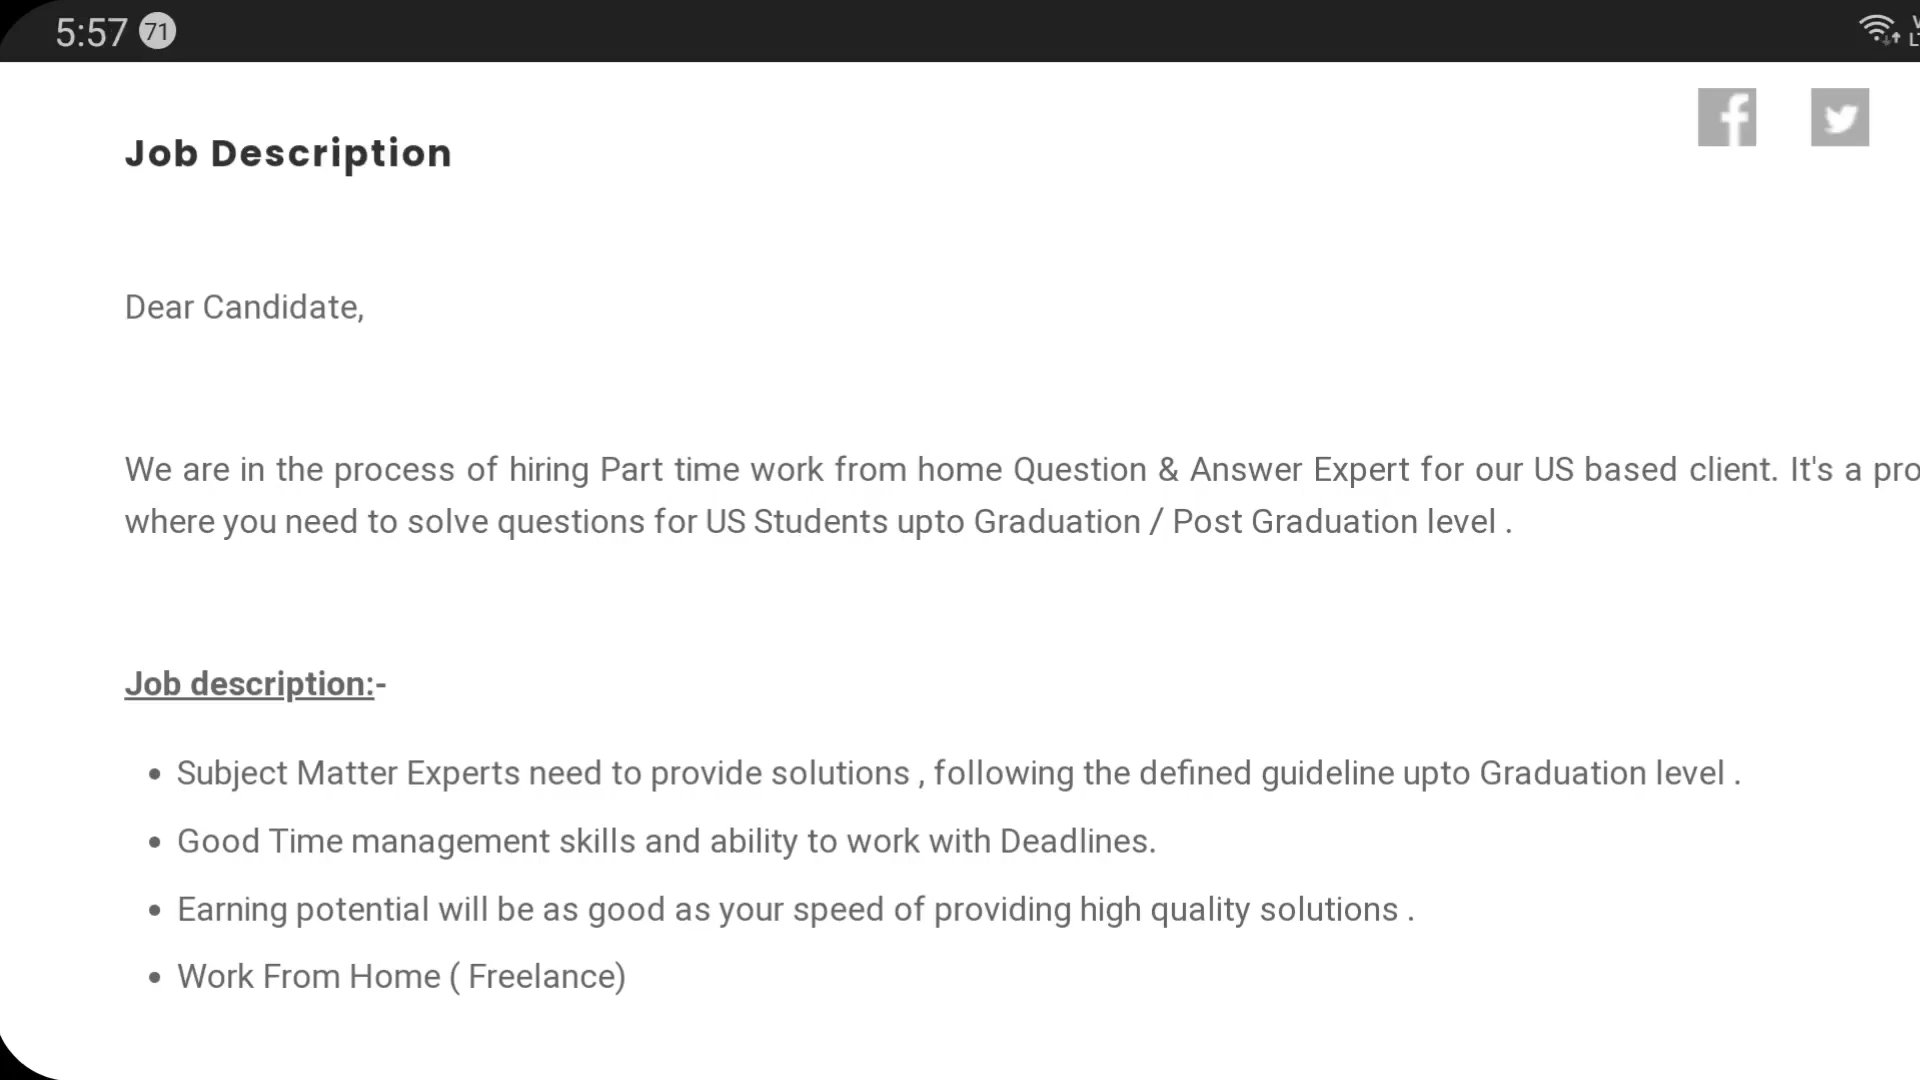 5:57 71
Job Description
Dear Candidate,
We are in the process of hiring Part time work from home Question & Answer Expert for our US based client. It's a pro
where you need to solve questions for US Students upto Graduation / Post Graduation level .
Job description:-
• Subject Matter Experts need to provide solutions , following the defined guideline upto Graduation level .
• Good Time management skills and ability to work with Deadlines.
• Earning potential will be as good as your speed of providing high quality solutions .
• Work From Home ( Freelance)